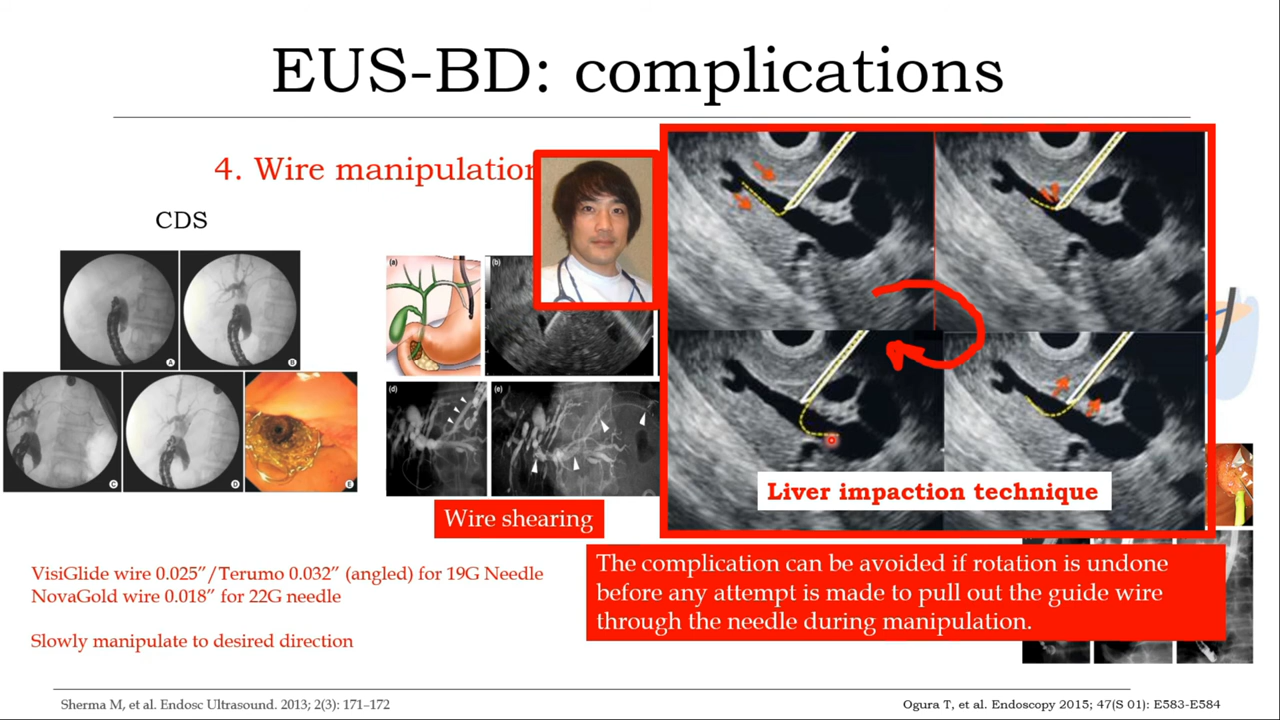 EUS-BD: complications
4. Wire manipulation
CDS
A
B
C
D
E
(a)
(b)
(d)
(e)
Liver impaction technique
Wire shearing
The complication can be avoided if rotation is undone
before any attempt is made to pull out the guide wire
through the needle during manipulation.
VisiGlide wire 0.025”/Terumo 0.032” (angled) for 19G Needle
NovaGold wire 0.018” for 22G needle
Slowly manipulate to desired direction
Sherma M, et al. Endosc Ultrasound. 2013; 2(3): 171–172
Ogura T, et al. Endoscopy 2015; 47(S 01): E583-E584